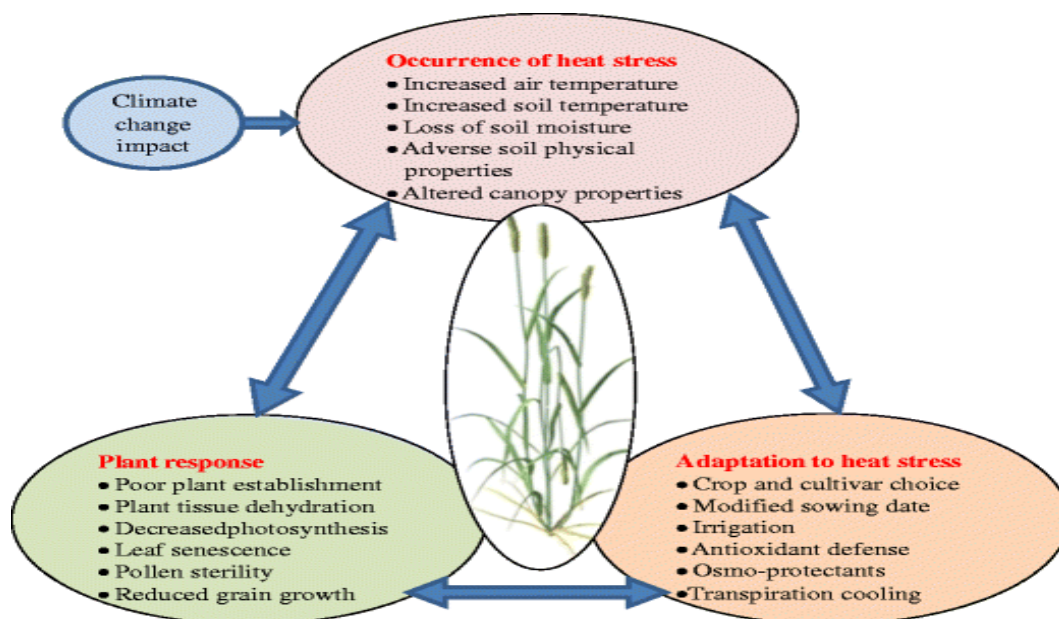 Occurrence of heat stress
● Increased air temperature
● Increased soil temperature
● Loss of soil moisture
● Adverse soil physical
properties
● Altered canopy properties
Climate
change
impact
Plant response
● Poor plant establishment
● Plant tissue dehydration
● Decreasedphotosynthesis
● Leaf senescence
● Pollen sterility
● Reduced grain growth
Adaptation to heat stress
● Crop and cultivar choice
● Modified sowing date
● Irrigation
● Antioxidant defense
● Osmo-protectants
● Transpiration cooling